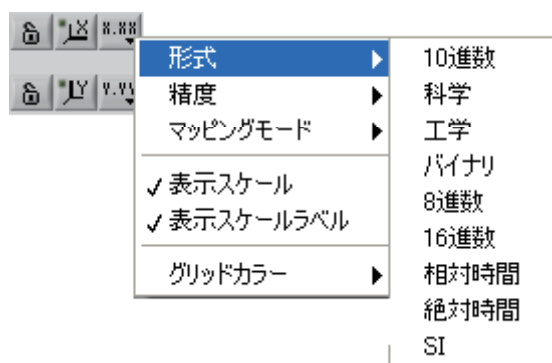 X
8.88
Y
Y.YY
形式
精度
マッピングモード
表示スケール
表示スケールラベル
グリッドカラー
10進数
科学
工学
バイナリ
8進数
16進数
相対時間
絶対時間
SI